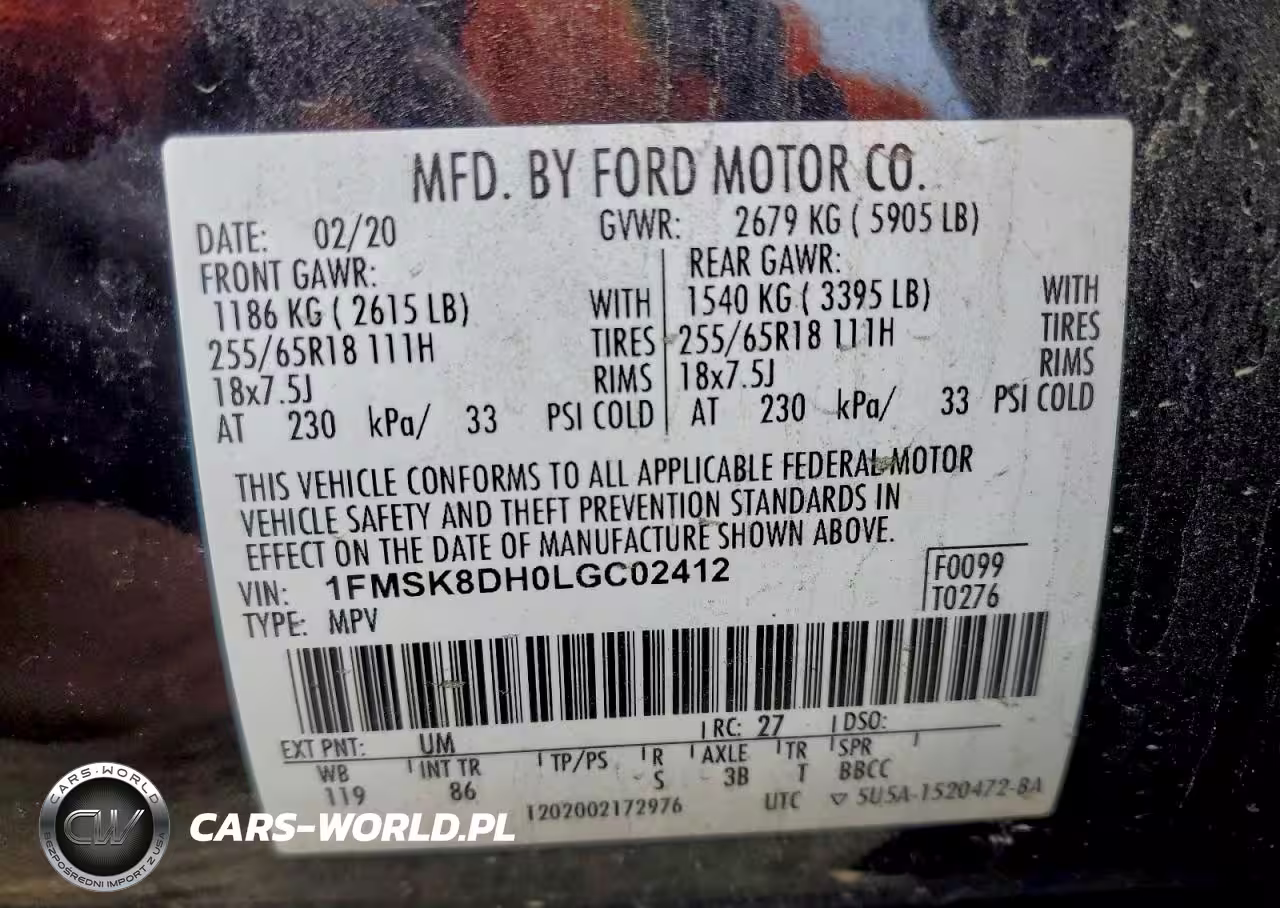 MFD. BY FORD MOTOR CO.
DATE: 02/20 GVWR: 2679 KG ( 5905 LB)
FRONT GAWR: REAR GAWR:
1186 KG ( 2615 LB) WITH 1540 KG ( 3395 LB) WITH
255/65R18 111H TIRES 255/65R18 111H TIRES
18x7.5J RIMS 18x7.5J RIMS
AT 230 kPa/ 33 PSI COLD AT 230 kPa/ 33 PSI COLD
THIS VEHICLE CONFORMS TO ALL APPLICABLE FEDERAL MOTOR
VEHICLE SAFETY AND THEFT PREVENTION STANDARDS IN
EFFECT ON THE DATE OF MANUFACTURE SHOWN ABOVE.
VIN: 1FMSK8DH0LGC02412
TYPE: MPV
F0099
T0276
EXT PNT: UM RC: 27 DSO:
WB INT TR TP/PS R AXLE TR SPR
119 86 S 3B T BBCC
1202002172976 UTC ▽ 5U5A-1520472-BA
CARS-WORLD
CW
BEZPOŚREDNI IMPORT Z USA
CARS-WORLD.PL